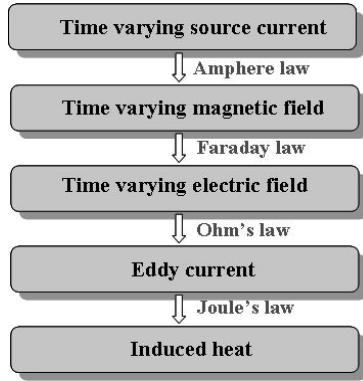 Time varying source current
Amphere law
Time varying magnetic field
Faraday law
Time varying electric field
Ohm's law
Eddy current
Joule's law
Induced heat